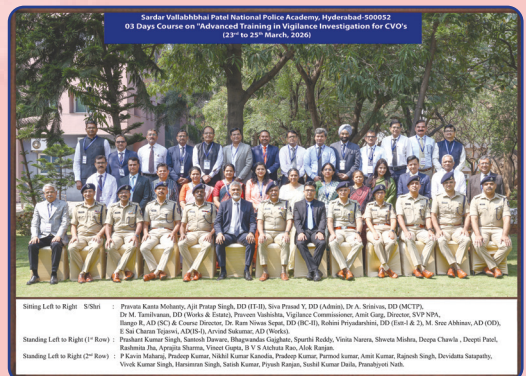 Sardar Vallabhbhai Patel National Police Academy, Hyderabad-500052
03 Days Course on "Advanced Training in Vigilance Investigation for CVO's
(23rd to 25th March, 2026)
Sitting Left to Right S/Shri : Pravata Kanta Mohanty, Ajit Pratap Singh, DD (IT-II), Siva Prasad Y, DD (Admin), Dr A. Srinivas, DD (MCTP),
Dr M. Tamilvanan, DD (Works & Estate), Praveen Vashista, Vigilance Commissioner, Amit Garg, Director, SVP NPA,
Ilango R, AD (SC) & Course Director, Dr. Ram Niwas Sepat, DD (BC-II), Rohini Priyadarshini, DD (Estt-I & 2), M. Sree Abhinav, AD (OD),
E Sai Charan Tejaswi, AD(IS-I), Arvind Sukumar, AD (Works).
Standing Left to Right (1st Row) : Prashant Kumar Singh, Santosh Daware, Bhagwandas Gajghate, Spurthi Reddy, Vinita Narera, Shweta Mishra, Deepa Chawla , Deepti Patel,
Rashmita Jha, Aprajita Sharma, Vineet Gupta, B V S Atchuta Rao, Alok Ranjan.
Standing Left to Right (2nd Row) : P Kavin Maharaj, Pradeep Kumar, Nikhil Kumar Kanodia, Pradeep Kumar, Parmod kumar, Amit Kumar, Rajnesh Singh, Devidatta Satapathy,
Vivek Kumar Singh, Harsimran Singh, Satish Kumar, Piyush Ranjan, Sushil Kumar Daila, Pranabjyoti Nath.